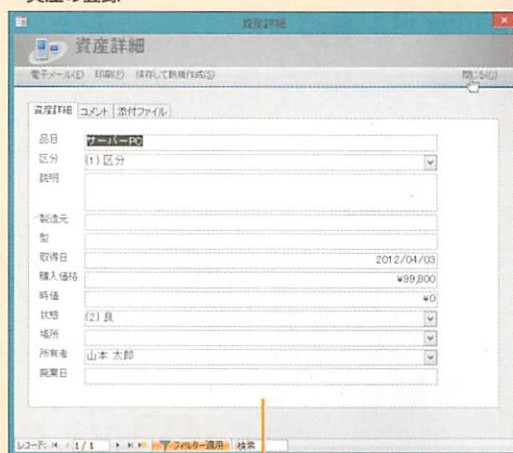 資産の登録
資産詳細
資産詳細
電子メール(E) 印刷(P) 保存して新規作成(S) 閉じる(C)
資産詳細 コメント 添付ファイル
品目 サーバーPC
区分 (1) 区分
説明
製造元
型
取得日 2012/04/03
購入価格 ¥99,800
時価 ¥0
状態 (2) 良
場所
所有者 山本 太郎
廃業日
レコード: 1/1 フィルター適用 検索